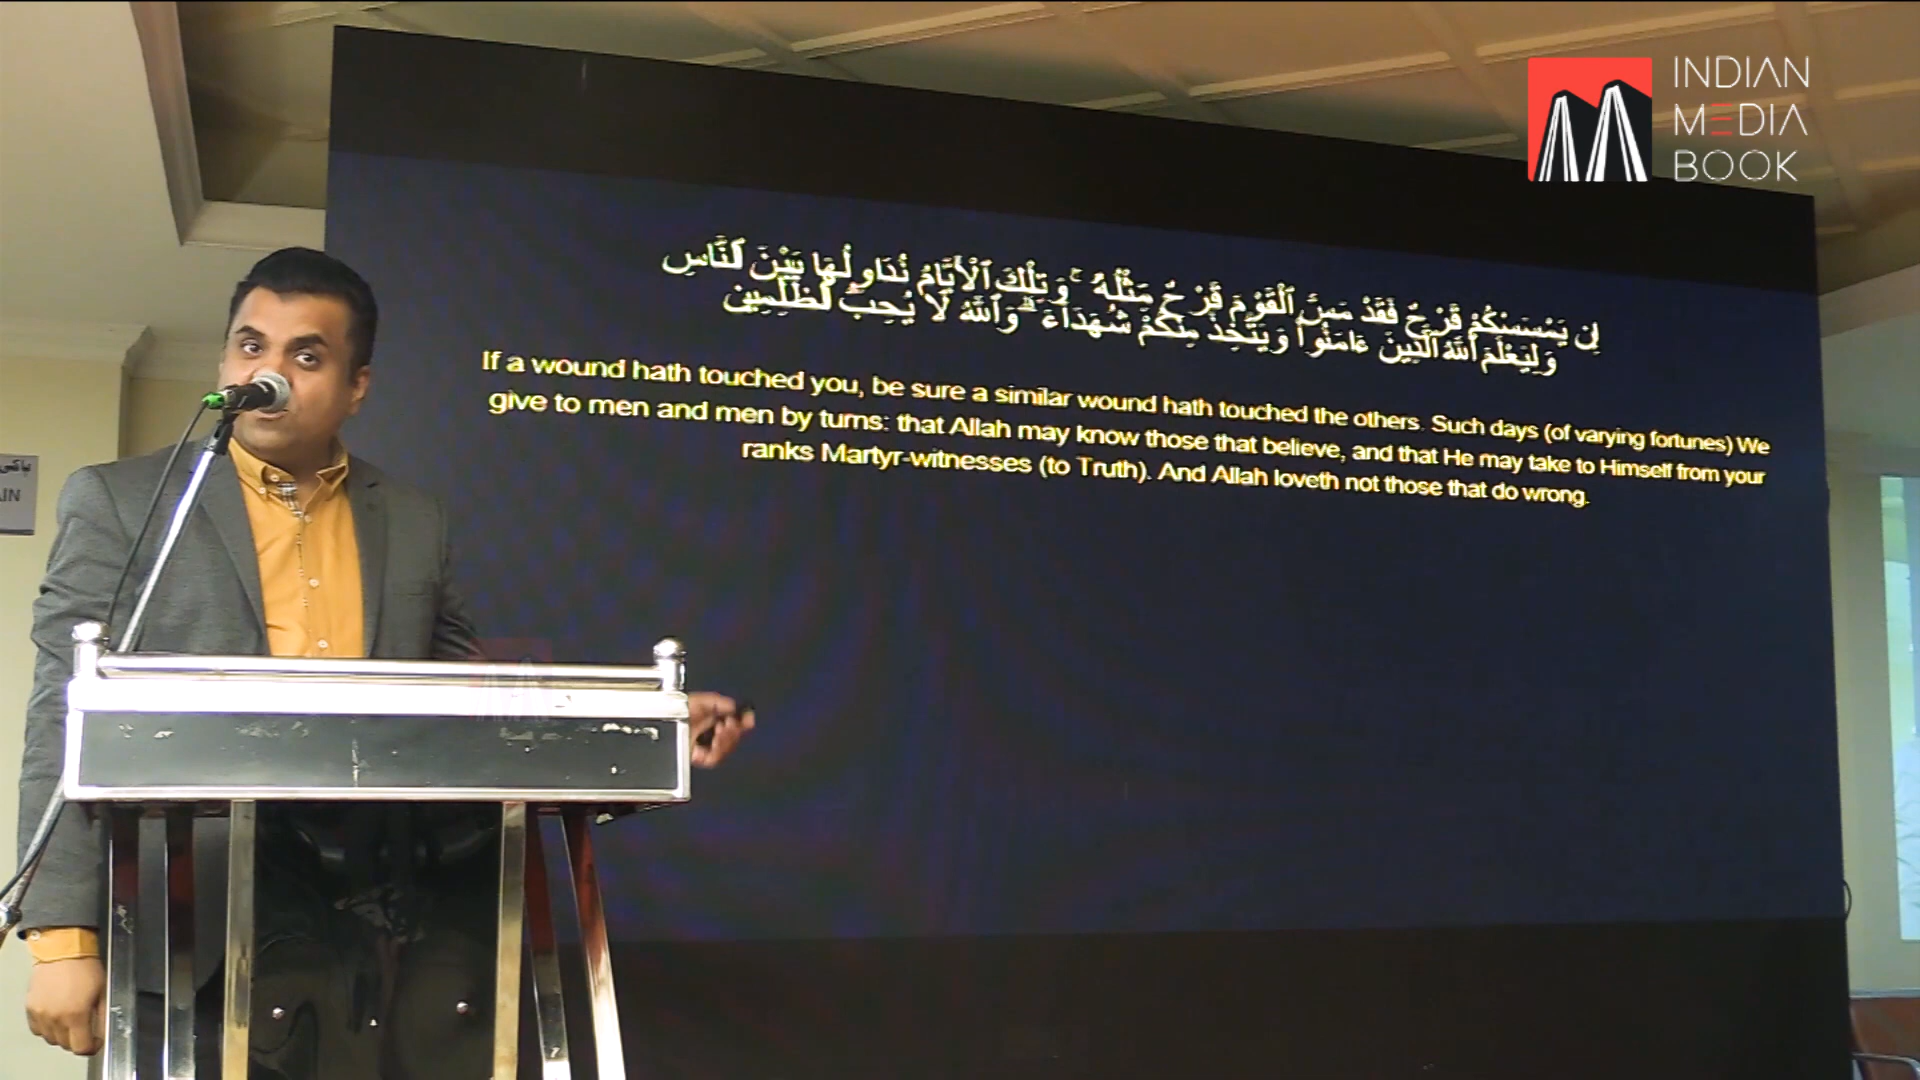 INDIAN
MEDIA
BOOK
إِن يَمْسَسْكُمْ قَرْحٌ فَقَدْ مَسَّ ٱلْقَوْمَ قَرْحٌ مِّثْلُهُۥ ۚ وَتِلْكَ ٱلْأَيَّامُ نُدَاوِلُهَا بَيْنَ ٱلنَّاسِ
وَلِيَعْلَمَ ٱللَّهُ ٱلَّذِينَ ءَامَنُوا۟ وَيَتَّخِذَ مِنكُمْ شُهَدَآءَ ۗ وَٱللَّهُ لَا يُحِبُّ ٱلظَّٰلِمِينَ
If a wound hath touched you, be sure a similar wound hath touched the others. Such days (of varying fortunes) We
give to men and men by turns: that Allah may know those that believe, and that He may take to Himself from your
ranks Martyr-witnesses (to Truth). And Allah loveth not those that do wrong.